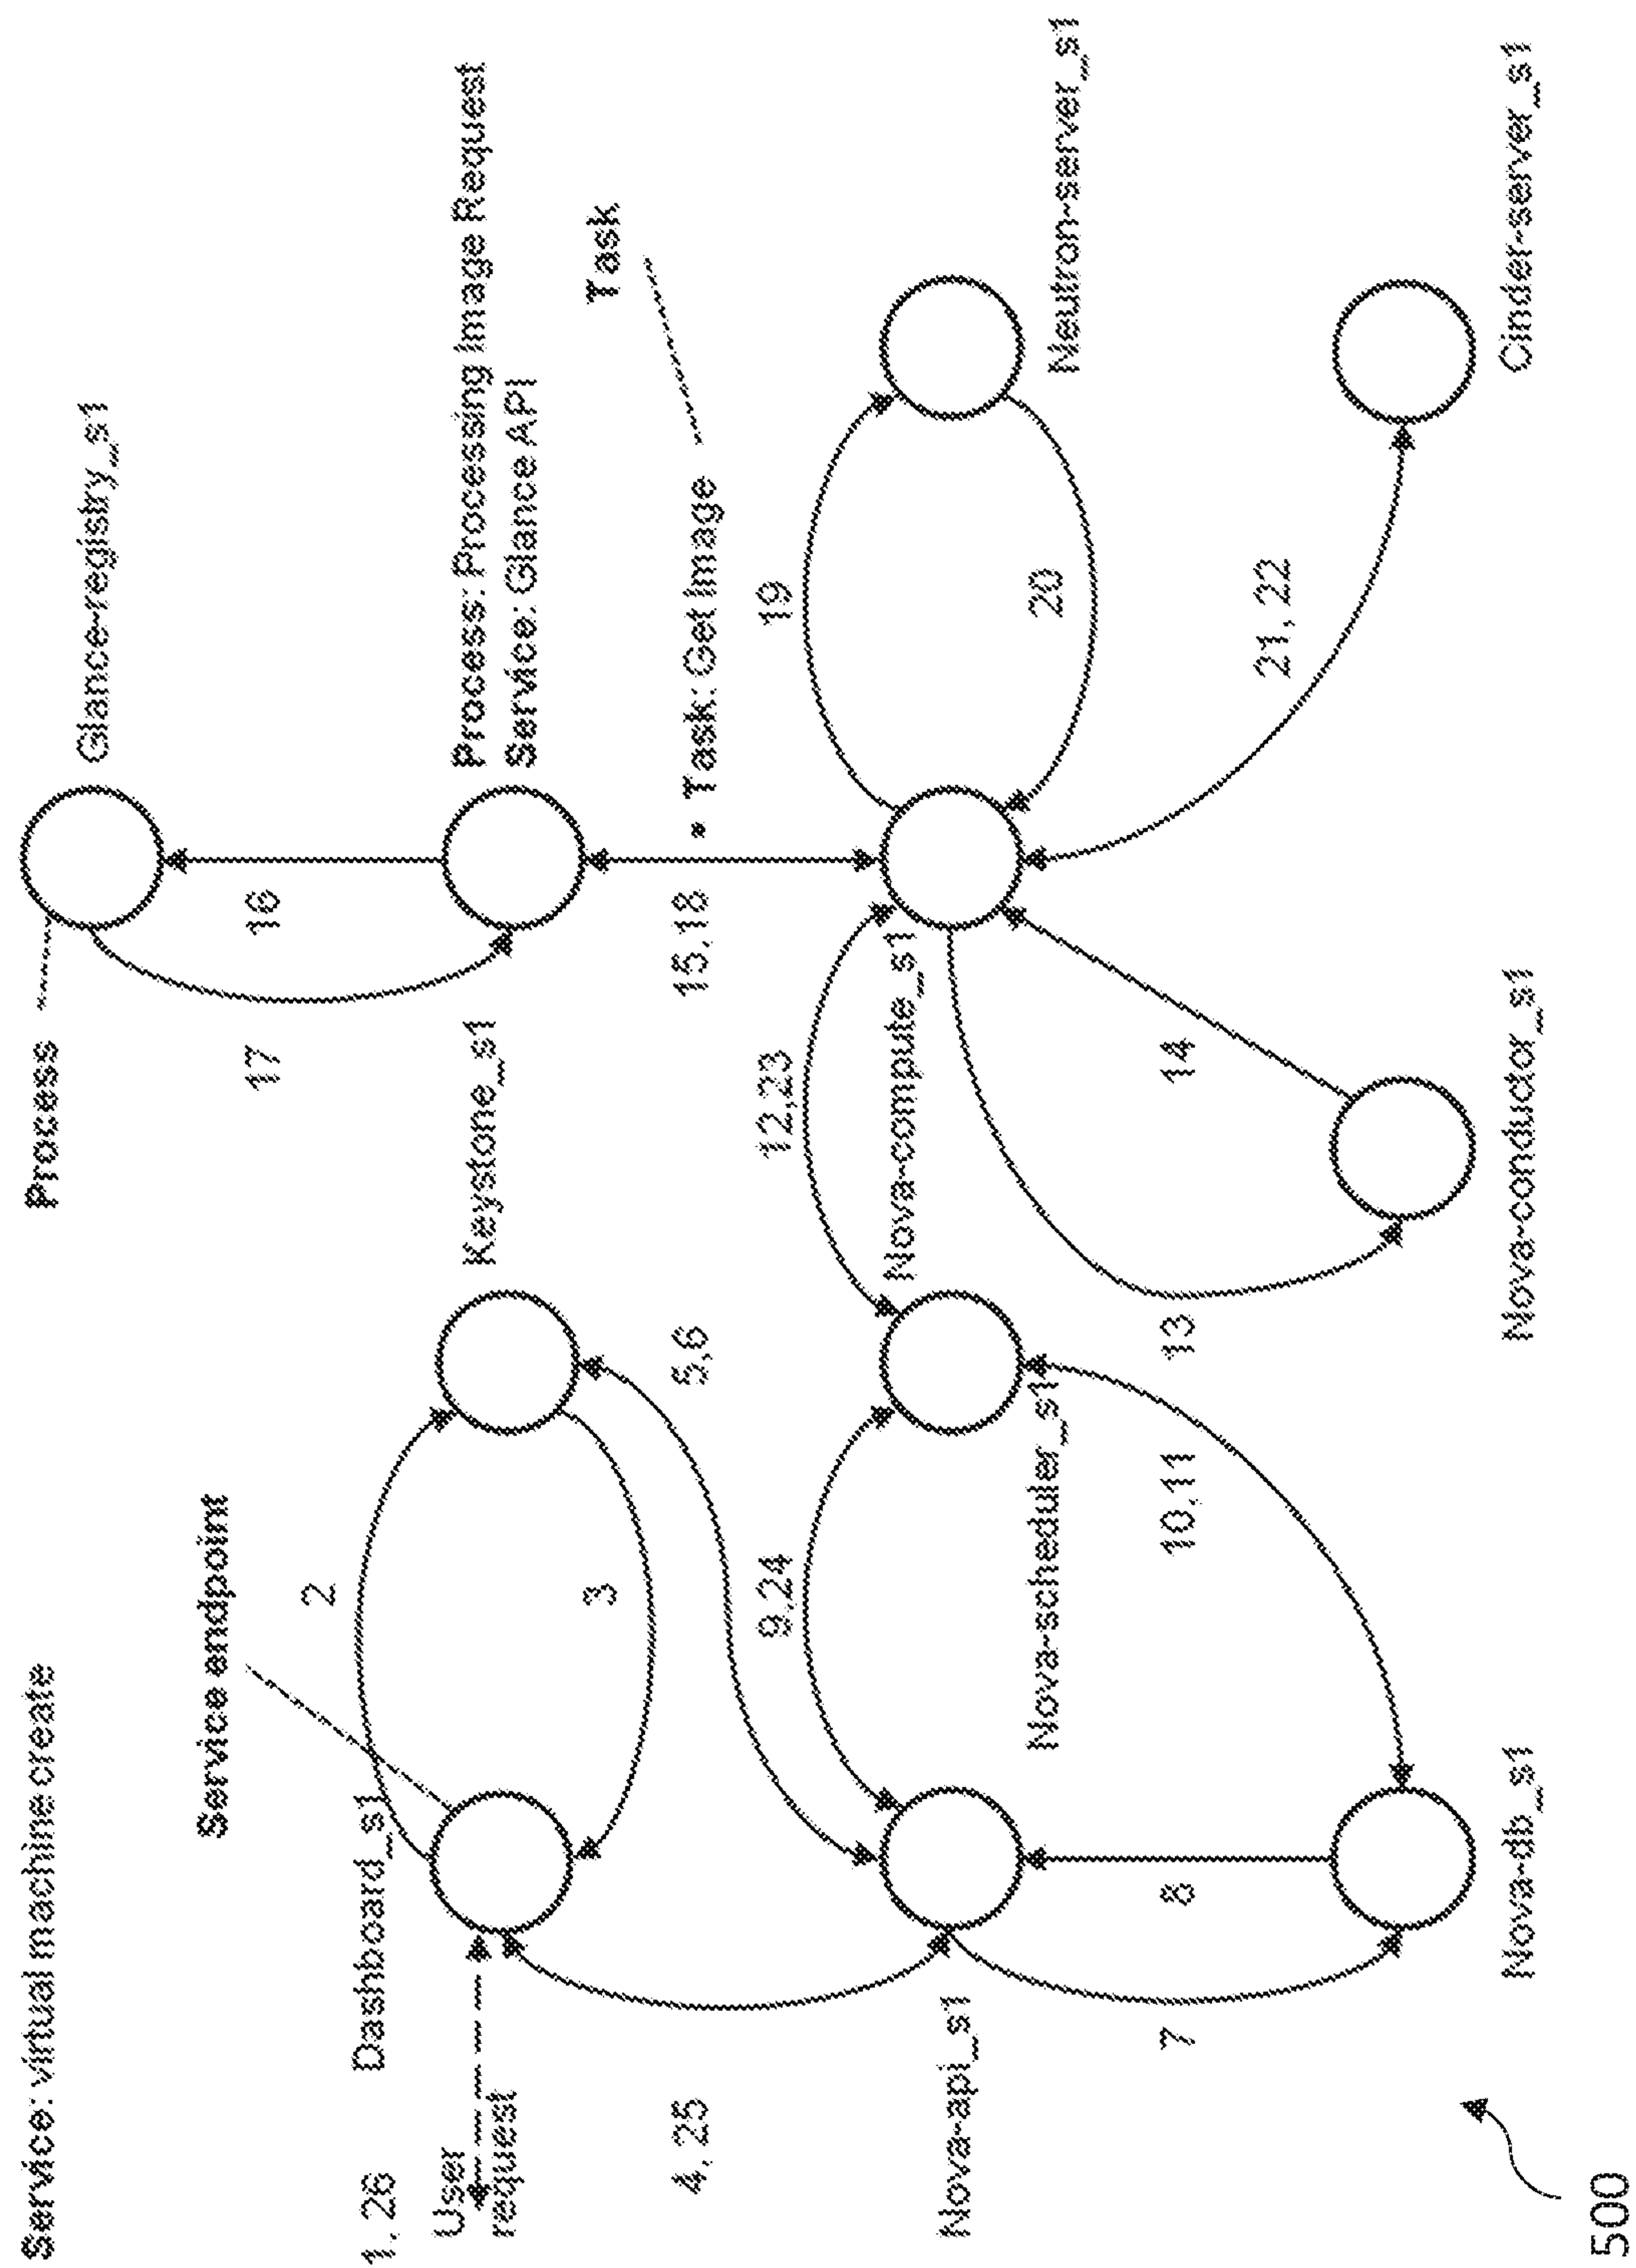 Service: virtual machine create
Process
Glance-registry_s1
Service endpoint
17
16
2
1, 26
Dashboard_s1
Keystone_s1
Process: Processing Image Request
Service: Glance API
User
request
3
Task
4, 25
5,6
15,18
• Task: Get Image
9,24
12,23
19
Nova-api_s1
Nova-scheduler_s1
Nova-compute_s1
20
Neutron-server_s1
7
8
10,11
13
14
21, 22
Nova-db_s1
Nova-conductor_s1
Cinder-server_s1
500